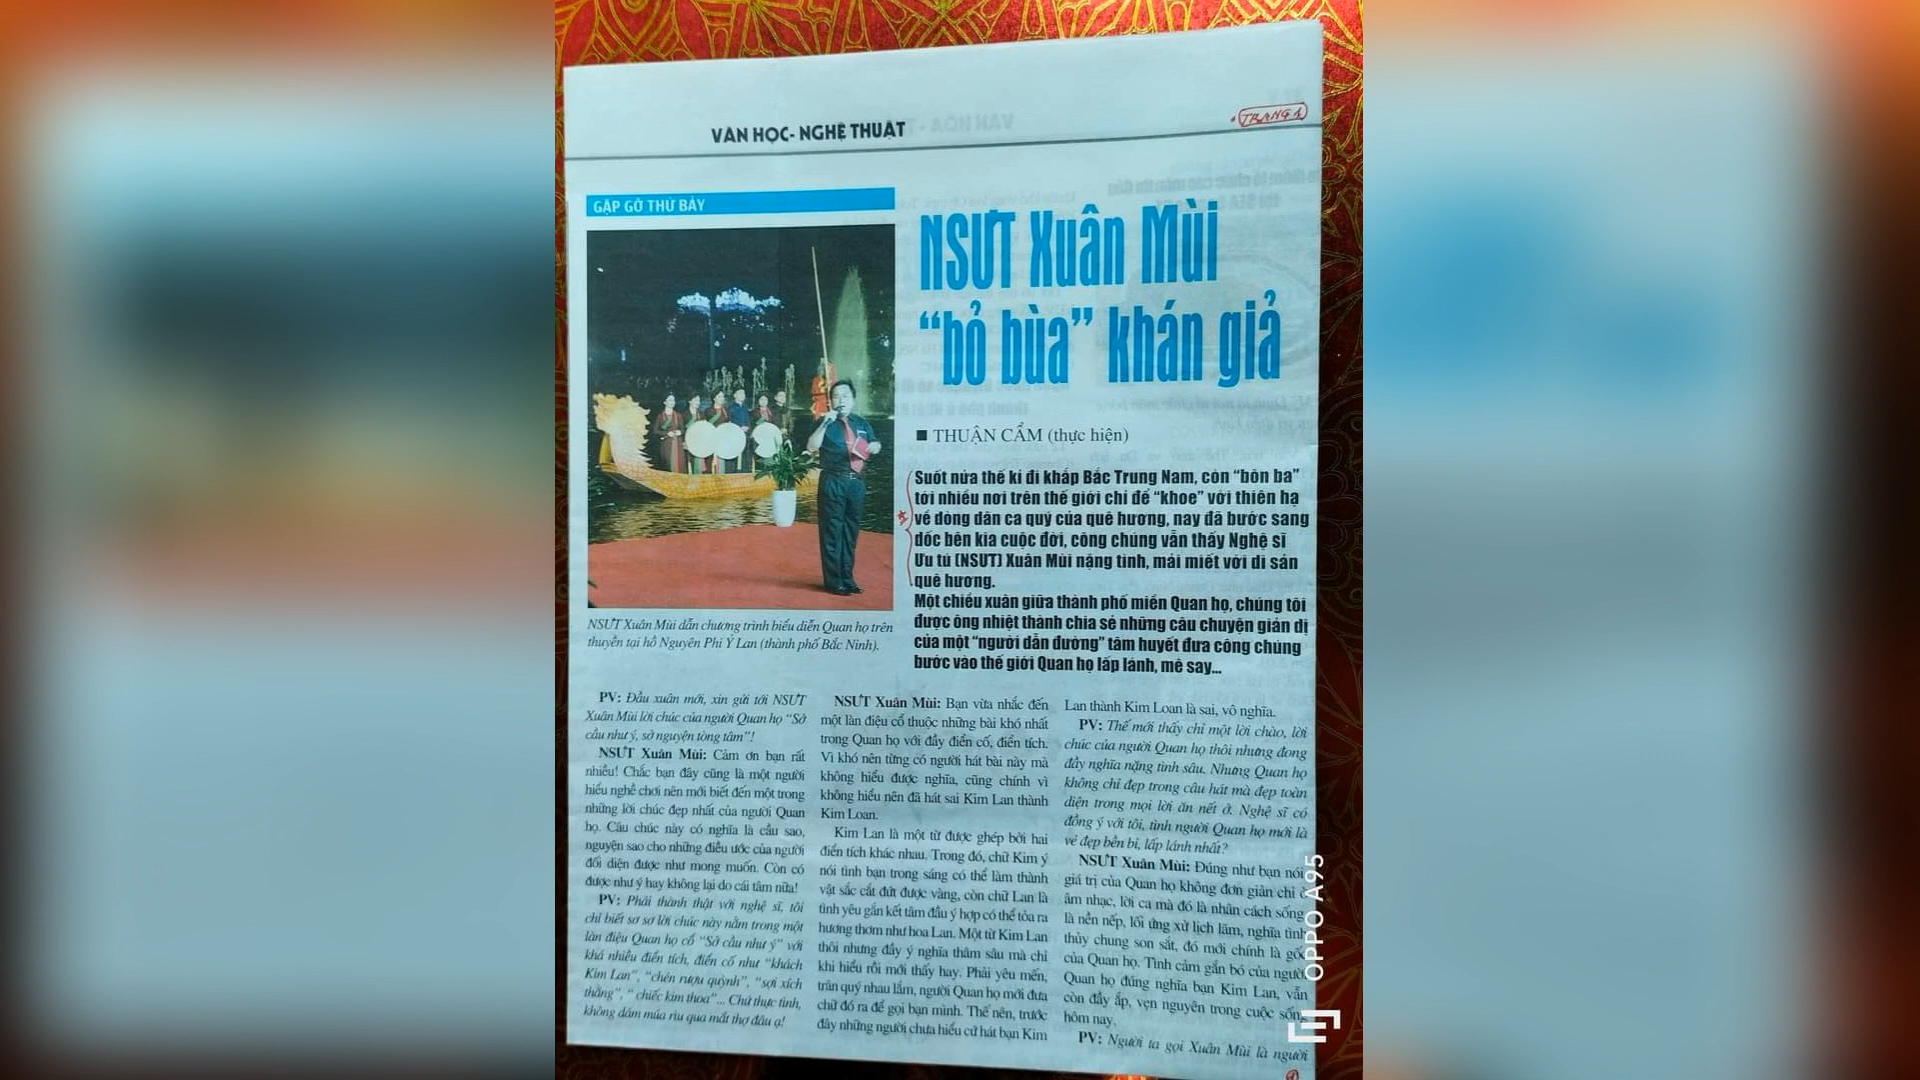 VĂN HỌC- NGHỆ THUẬT
TRANG 1
GẶP GỠ THỨ BẢY
NSƯT Xuân Mùi
“bỏ bùa” khán giả
■ THUẬN CẨM (thực hiện)
Suốt nửa thế kỉ đi khắp Bắc Trung Nam, còn “bôn ba”
tới nhiều nơi trên thế giới chỉ để “khoe” với thiên hạ
về dòng dân ca quý của quê hương, nay đã bước sang
dốc bên kia cuộc đời, công chúng vẫn thấy Nghệ sĩ
Ưu tú (NSƯT) Xuân Mùi nặng tình, mải miết với di sản
quê hương.
Một chiều xuân giữa thành phố miền Quan họ, chúng tôi
được ông nhiệt thành chia sẻ những câu chuyện giản dị
của một “người dẫn đường” tâm huyết đưa công chúng
bước vào thế giới Quan họ lấp lánh, mê say...
NSƯT Xuân Mùi dẫn chương trình biểu diễn Quan họ trên
thuyền tại hồ Nguyên Phi Ỷ Lan (thành phố Bắc Ninh).
PV: Đầu xuân mới, xin gửi tới NSƯT
Xuân Mùi lời chúc của người Quan họ “Sở
cầu như ý, sở nguyện tòng tâm”!
NSƯT Xuân Mùi: Cảm ơn bạn rất
nhiều! Chắc bạn đây cũng là một người
hiểu nghề chơi nên mới biết đến một trong
những lời chúc đẹp nhất của người Quan
họ. Câu chúc này có nghĩa là cầu sao,
nguyện sao cho những điều ước của người
đối diện được như mong muốn. Còn có
được như ý hay không lại do cái tâm nữa!
PV: Phải thành thật với nghệ sĩ, tôi
chỉ biết sơ sơ lời chúc này nằm trong một
làn điệu Quan họ cổ “Sở cầu như ý” với
khá nhiều điển tích, điển cố như “khách
Kim Lan”, “chén rượu quỳnh”, “sợi xích
thằng”, “ chiếc kim thoa”... Chứ thực tình,
không dám múa rìu qua mắt thợ đâu ạ!
NSƯT Xuân Mùi: Bạn vừa nhắc đến
một làn điệu cổ thuộc những bài khó nhất
trong Quan họ với đầy điển cố, điển tích.
Vì khó nên từng có người hát bài này mà
không hiểu được nghĩa, cũng chính vì
không hiểu nên đã hát sai Kim Lan thành
Kim Loan.
Kim Lan là một từ được ghép bởi hai
điển tích khác nhau. Trong đó, chữ Kim ý
nói tình bạn trong sáng có thể làm thành
vật sắc cắt đứt được vàng, còn chữ Lan là
tình yêu gắn kết tâm đầu ý hợp có thể tỏa ra
hương thơm như hoa Lan. Một từ Kim Lan
thôi nhưng đầy ý nghĩa thâm sâu mà chỉ
khi hiểu rồi mới thấy hay. Phải yêu mến,
trân quý nhau lắm, người Quan họ mới đưa
chữ đó ra để gọi bạn mình. Thế nên, trước
đây những người chưa hiểu cứ hát bạn Kim
Lan thành Kim Loan là sai, vô nghĩa.
PV: Thế mới thấy chỉ một lời chào, lời
chúc của người Quan họ thôi nhưng đong
đầy nghĩa nặng tình sâu. Nhưng Quan họ
không chỉ đẹp trong câu hát mà đẹp toàn
diện trong mọi lời ăn nết ở. Nghệ sĩ có
đồng ý với tôi, tình người Quan họ mới là
vẻ đẹp bền bỉ, lấp lánh nhất?
NSƯT Xuân Mùi: Đúng như bạn nói,
giá trị của Quan họ không đơn giản chỉ ở
âm nhạc, lời ca mà đó là nhân cách sống,
là nền nếp, lối ứng xử lịch lãm, nghĩa tình
thủy chung son sắt, đó mới chính là gốc
của Quan họ. Tình cảm gắn bó của người
Quan họ đúng nghĩa bạn Kim Lan, vẫn
còn đầy ắp, vẹn nguyên trong cuộc sống
hôm nay.
PV: Người ta gọi Xuân Mùi là người
OPPO A95